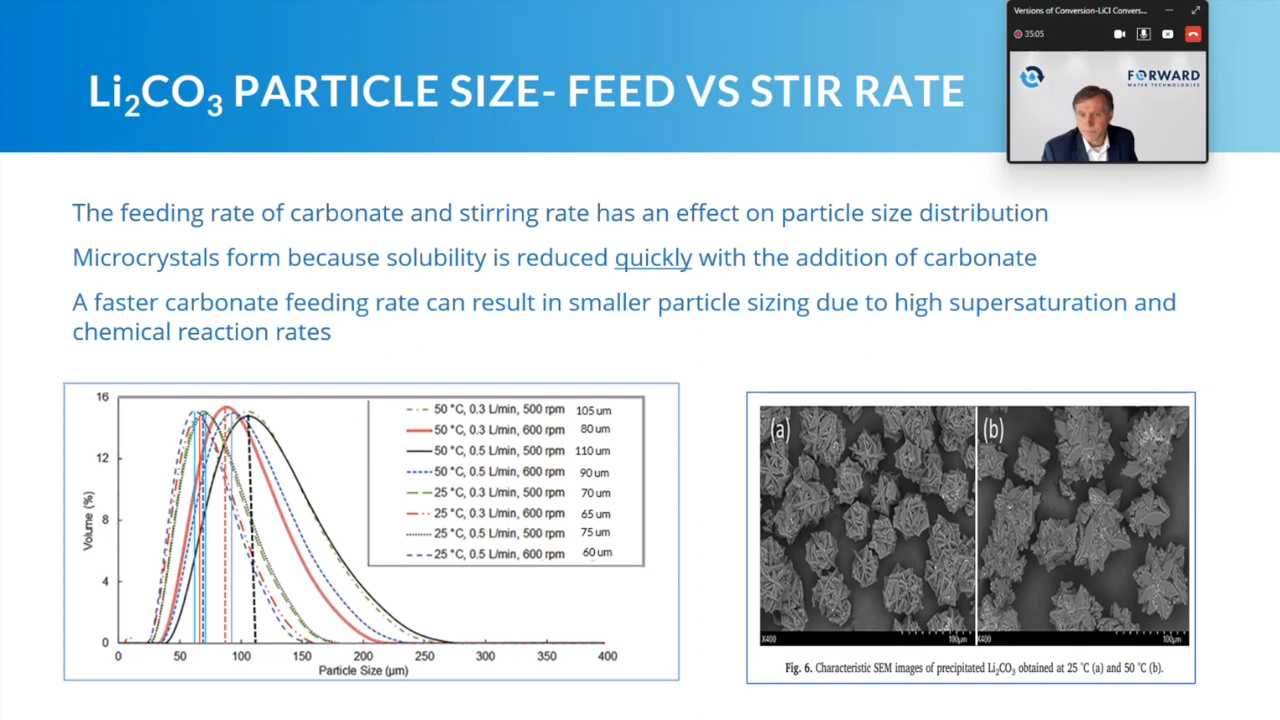 Versions of Conversion-LiCl Convers...
35:05
FORWARD
WATER TECHNOLOGIES
Li₂CO₃ PARTICLE SIZE- FEED VS STIR RATE
The feeding rate of carbonate and stirring rate has an effect on particle size distribution
Microcrystals form because solubility is reduced quickly with the addition of carbonate
A faster carbonate feeding rate can result in smaller particle sizing due to high supersaturation and
chemical reaction rates
16
12
8
4
0
Volume (%)
50 °C, 0.3 L/min, 500 rpm 105 um
50 °C, 0.3 L/min, 600 rpm 80 um
50 °C, 0.5 L/min, 500 rpm 110 um
50 °C, 0.5 L/min, 600 rpm 90 um
25 °C, 0.3 L/min, 500 rpm 70 um
25 °C, 0.3 L/min, 600 rpm 65 um
25 °C, 0.5 L/min, 500 rpm 75 um
25 °C, 0.5 L/min, 600 rpm 60 um
0 50 100 150 200 250 300 350 400
Particle Size (μm)
(a) (b)
X400 100μm X400 100μm
Fig. 6. Characteristic SEM images of precipitated Li₂CO₃ obtained at 25 °C (a) and 50 °C (b).